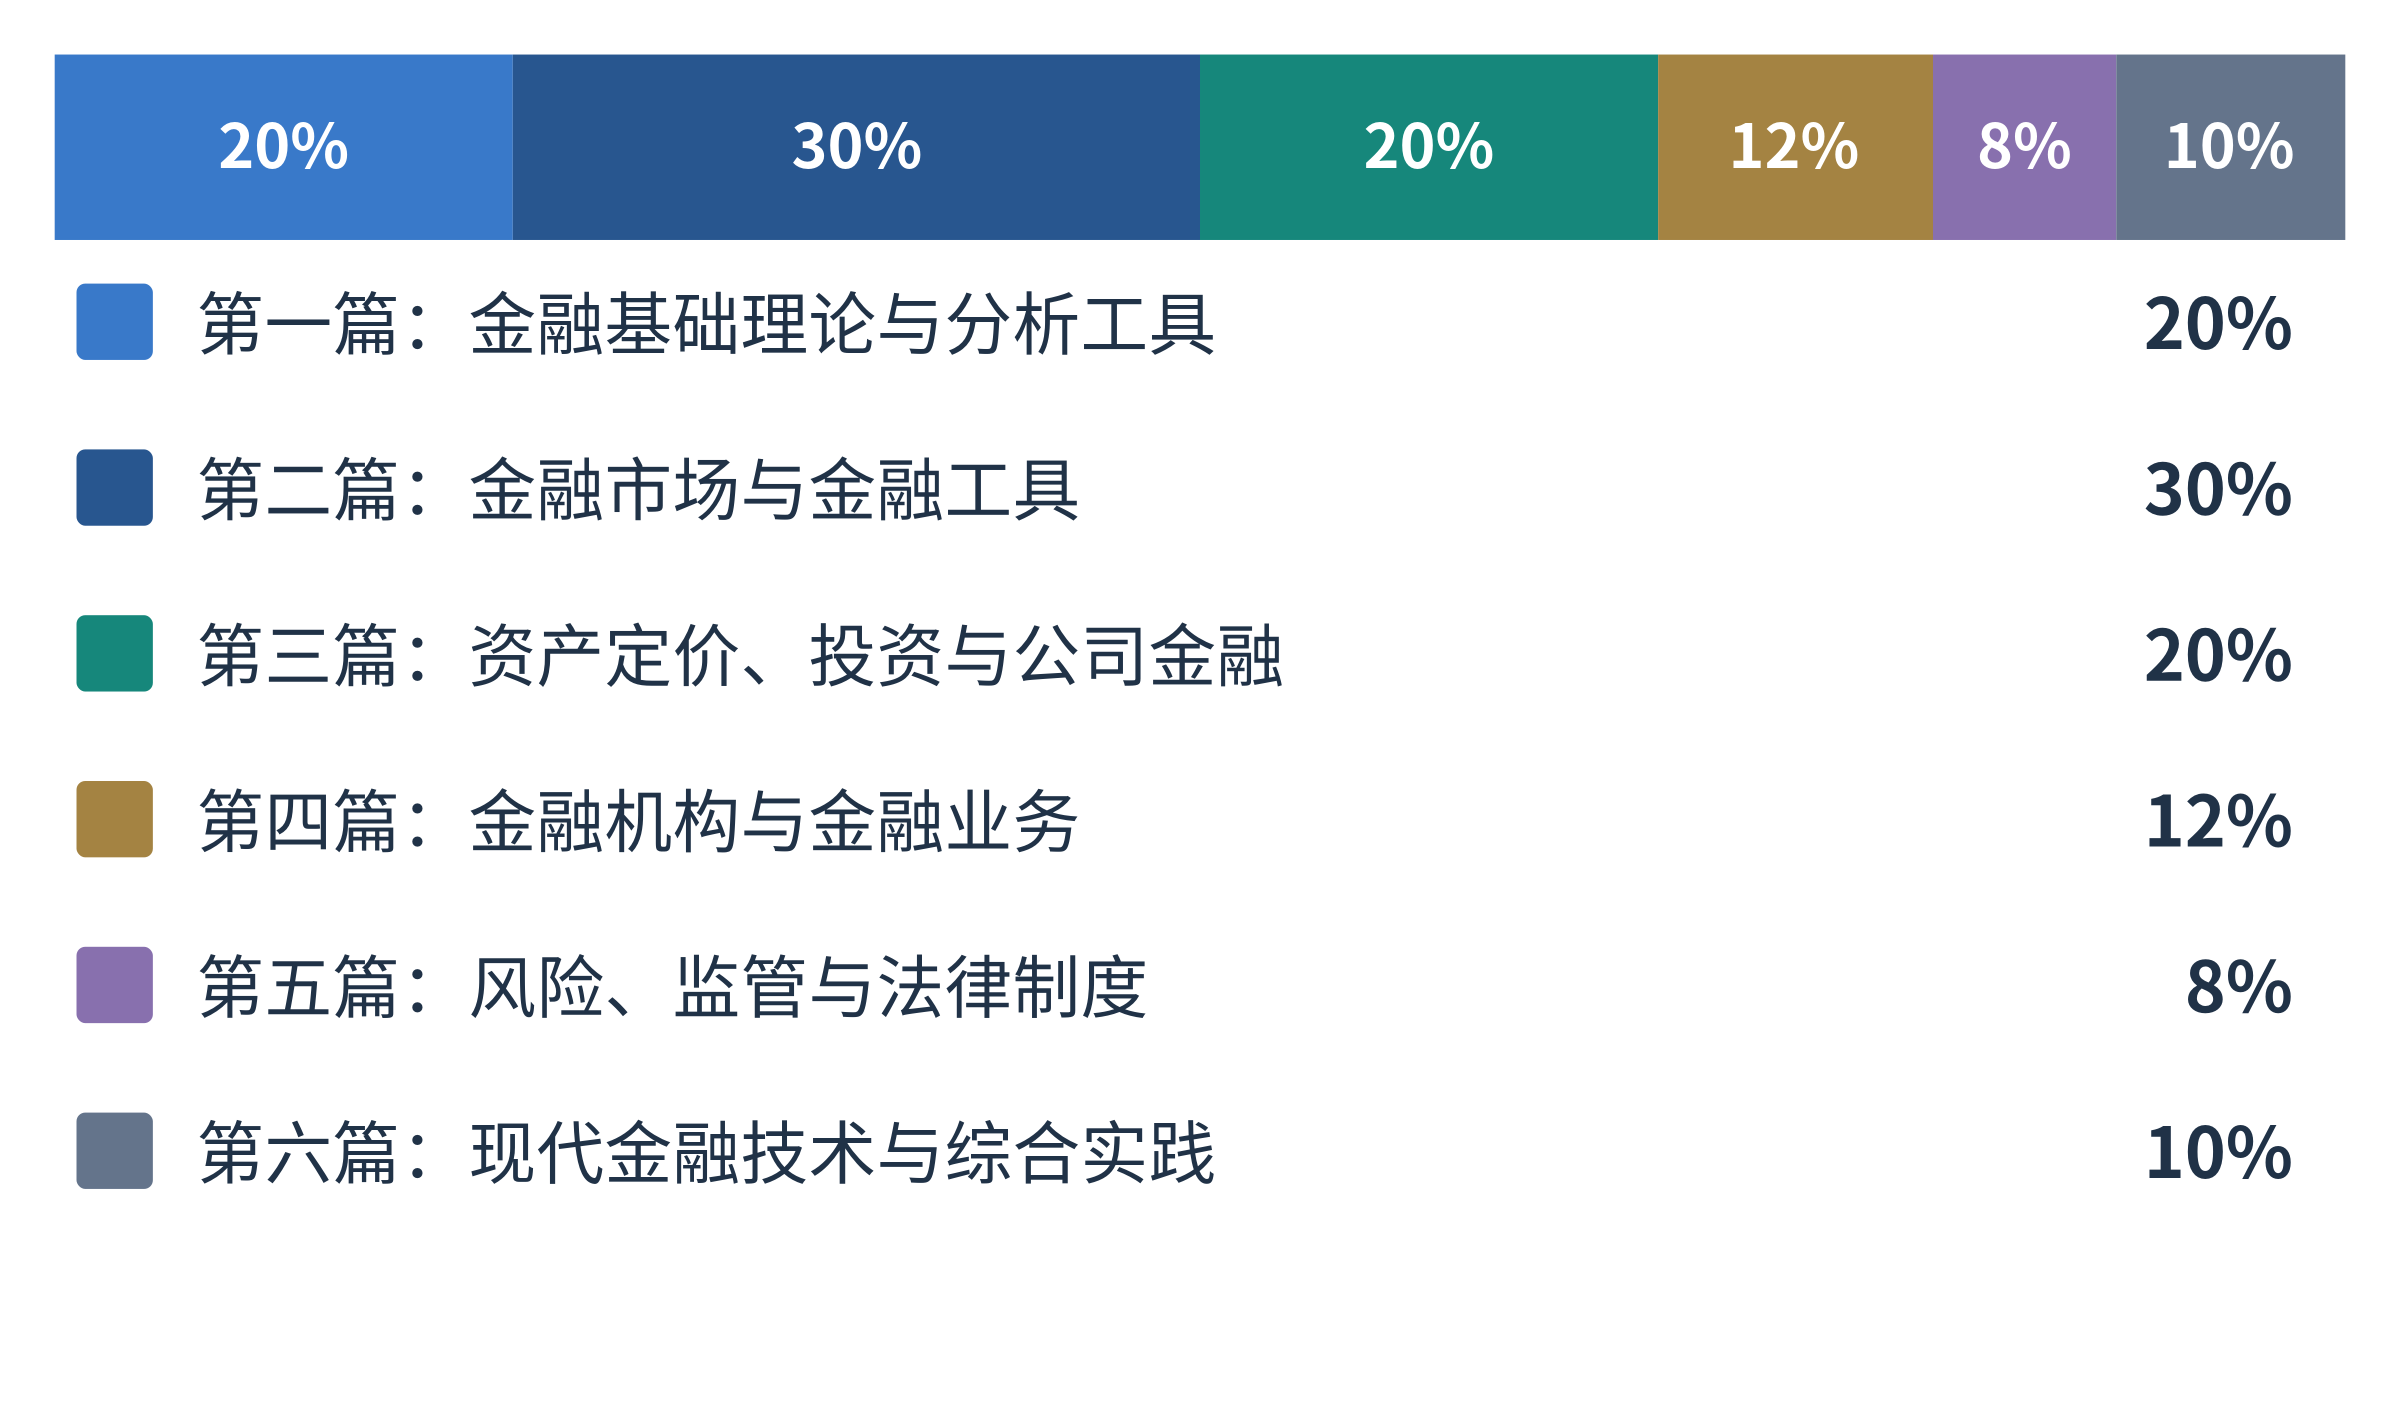 20% 30% 20% 12% 8% 10%
第一篇：金融基础理论与分析工具 20%
第二篇：金融市场与金融工具 30%
第三篇：资产定价、投资与公司金融 20%
第四篇：金融机构与金融业务 12%
第五篇：风险、监管与法律制度 8%
第六篇：现代金融技术与综合实践 10%